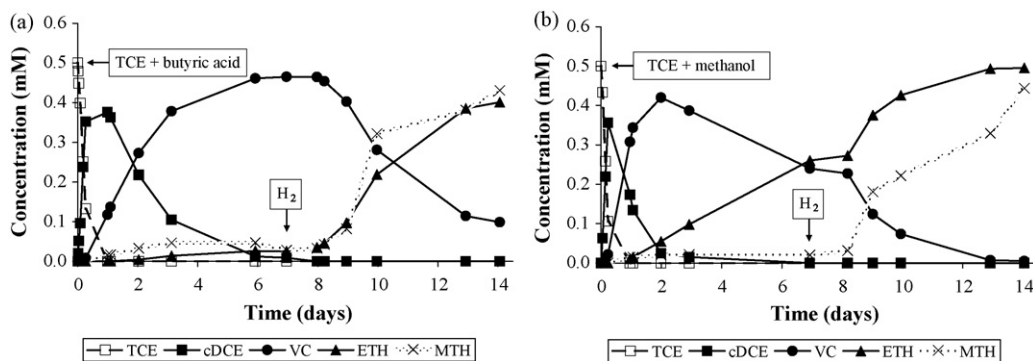 (a)
0.6
0.5
0.4
0.3
0.2
0.1
0.0
Concentration (mM)
TCE + butyric acid
H2
0 2 4 6 8 10 12 14
Time (days)
TCE cDCE VC ETH MTH
(b)
0.6
0.5
0.4
0.3
0.2
0.1
0.0
Concentration (mM)
TCE + methanol
H2
0 2 4 6 8 10 12 14
Time (days)
TCE cDCE VC ETH MTH